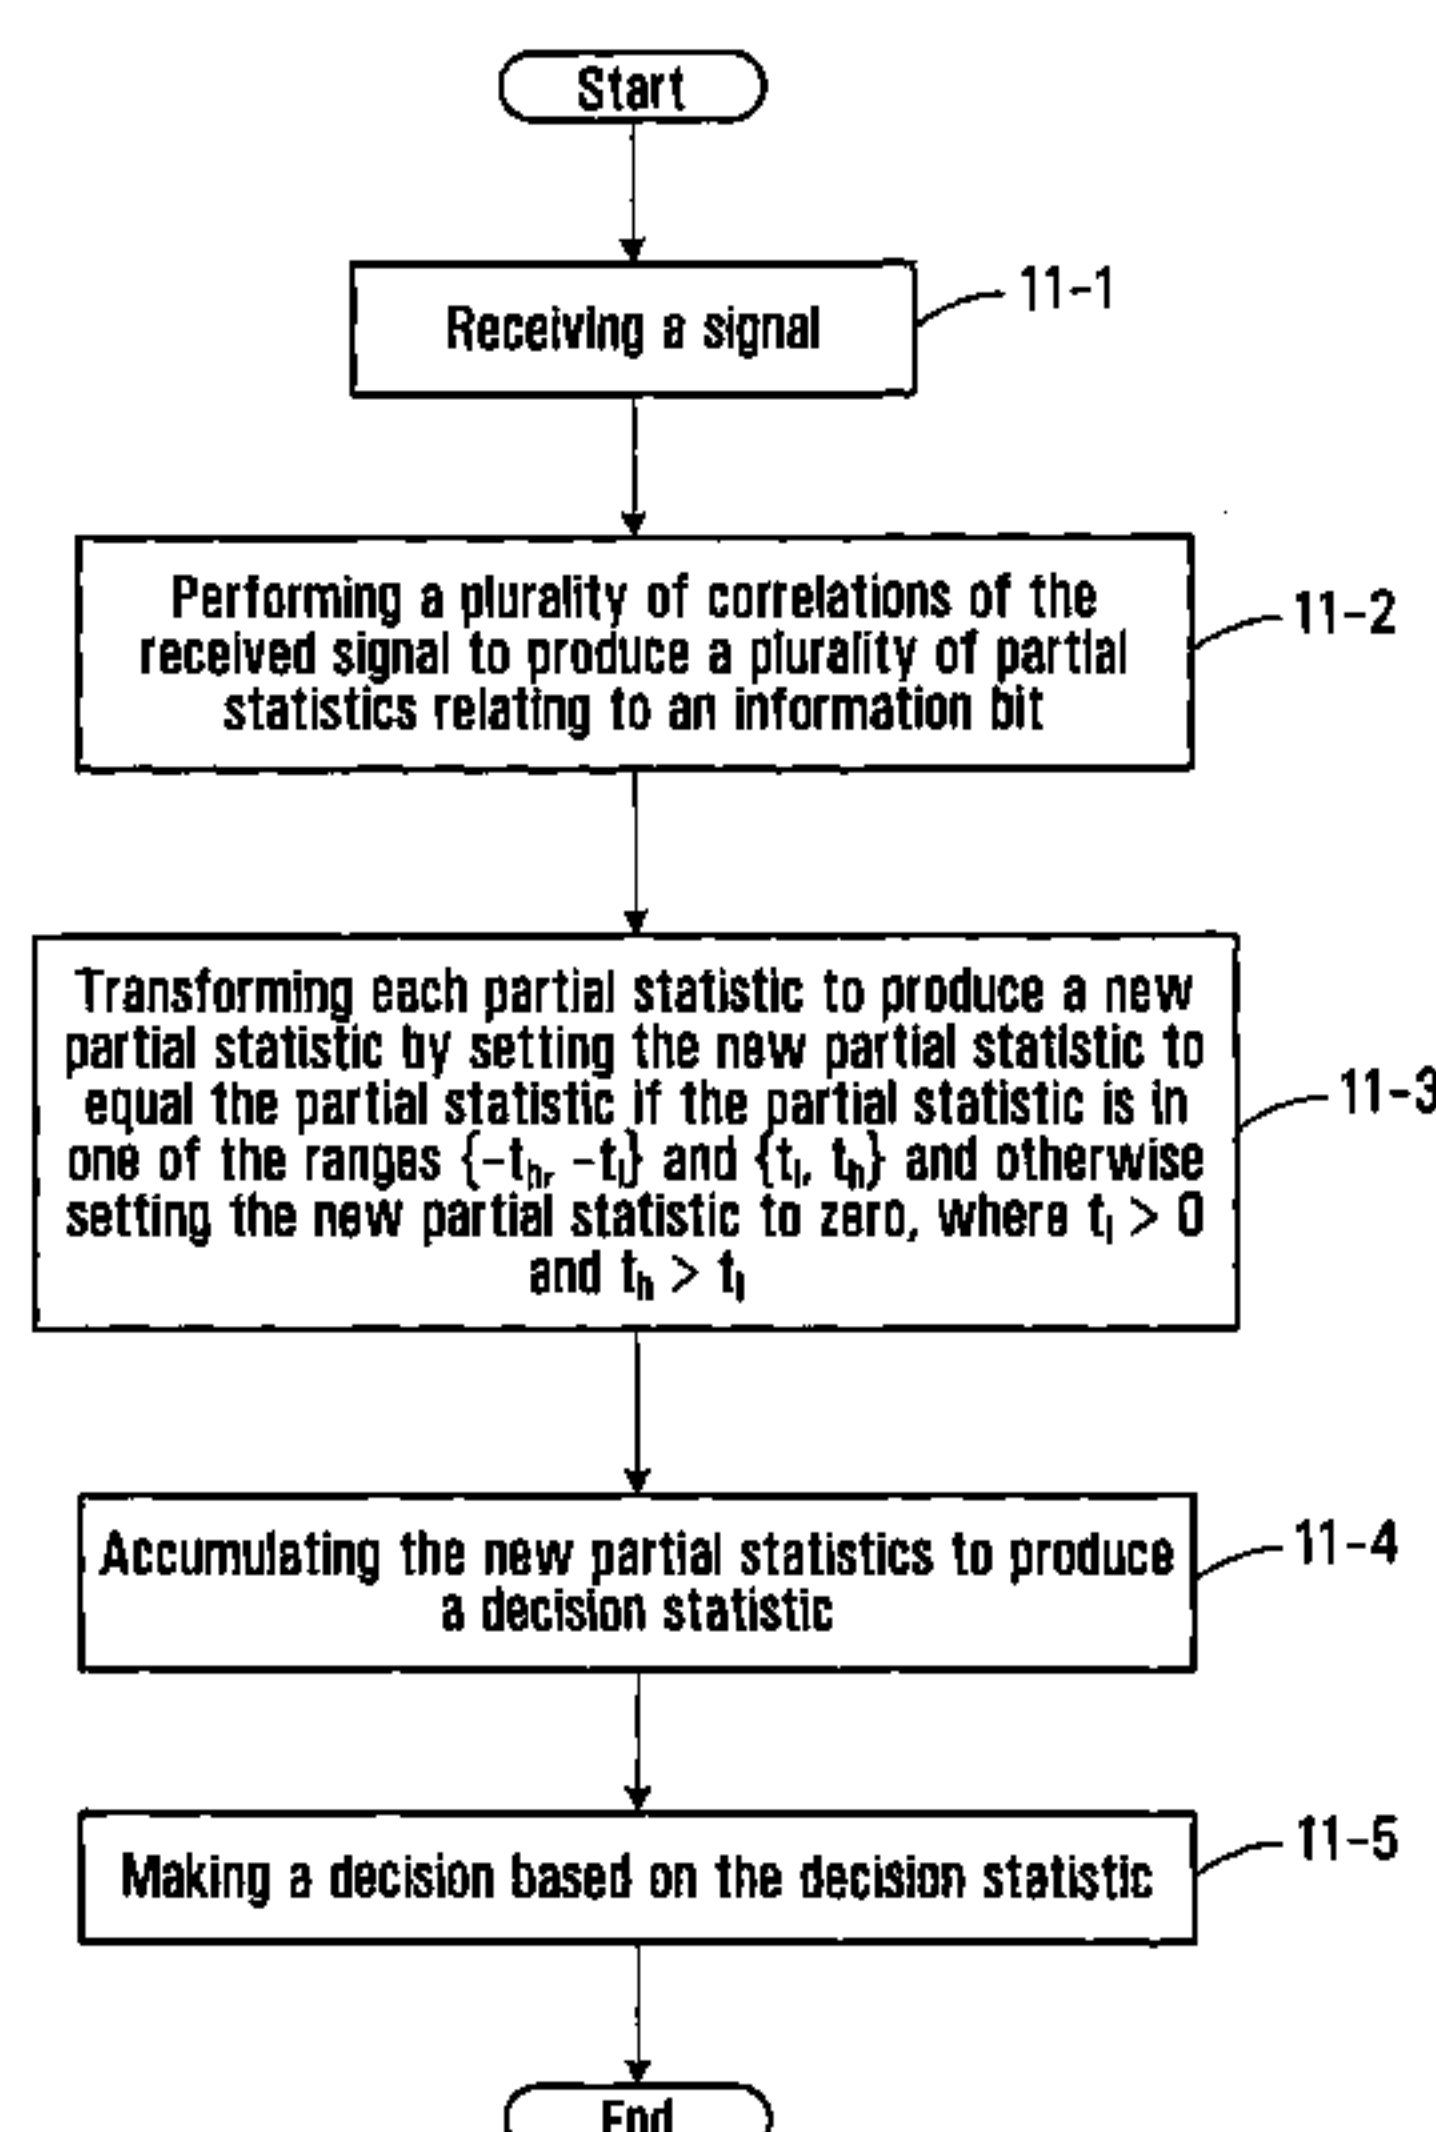 Start
Receiving a signal
11-1
Performing a plurality of correlations of the
received signal to produce a plurality of partial
statistics relating to an information bit
11-2
Transforming each partial statistic to produce a new
partial statistic by setting the new partial statistic to
equal the partial statistic if the partial statistic is in
one of the ranges {-tₕ, -tₗ} and {tₗ, tₕ} and otherwise
setting the new partial statistic to zero, where tₗ > 0
and tₕ > tₗ
11-3
Accumulating the new partial statistics to produce
a decision statistic
11-4
Making a decision based on the decision statistic
11-5
End